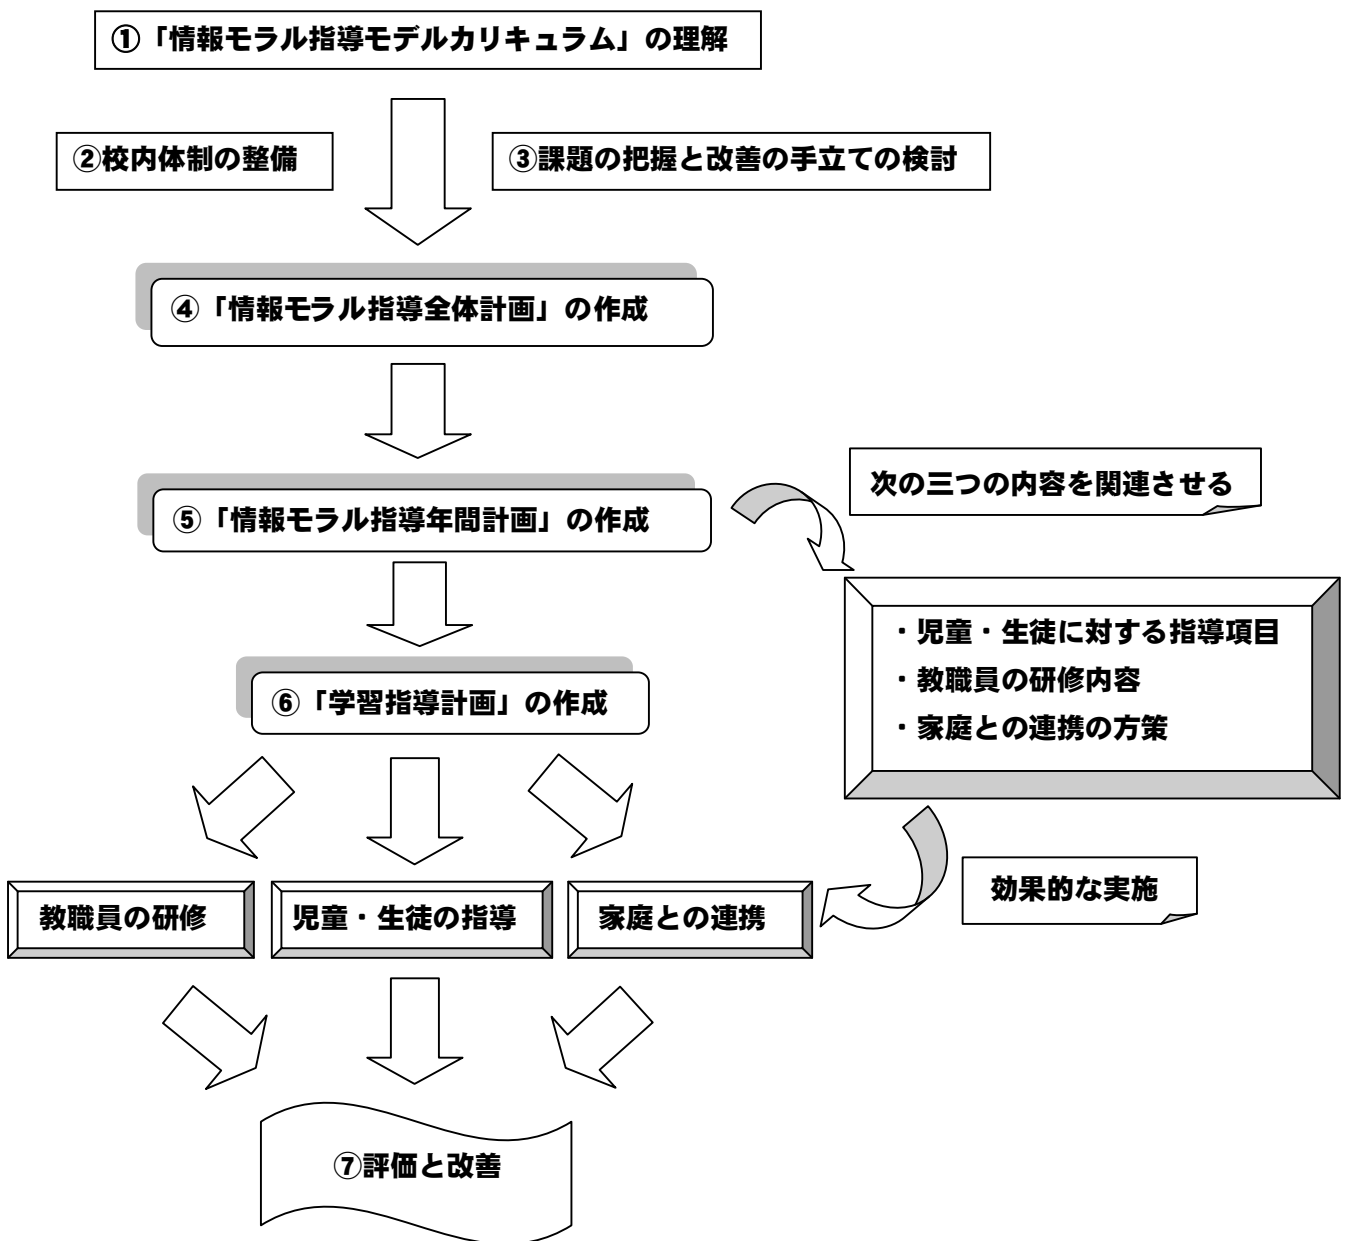 ①「情報モラル指導モデルカリキュラム」の理解
②校内体制の整備
③課題の把握と改善の手立ての検討
④「情報モラル指導全体計画」の作成
⑤「情報モラル指導年間計画」の作成
次の三つの内容を関連させる
・児童・生徒に対する指導項目
・教職員の研修内容
・家庭との連携の方策
⑥「学習指導計画」の作成
効果的な実施
教職員の研修
児童・生徒の指導
家庭との連携
⑦評価と改善